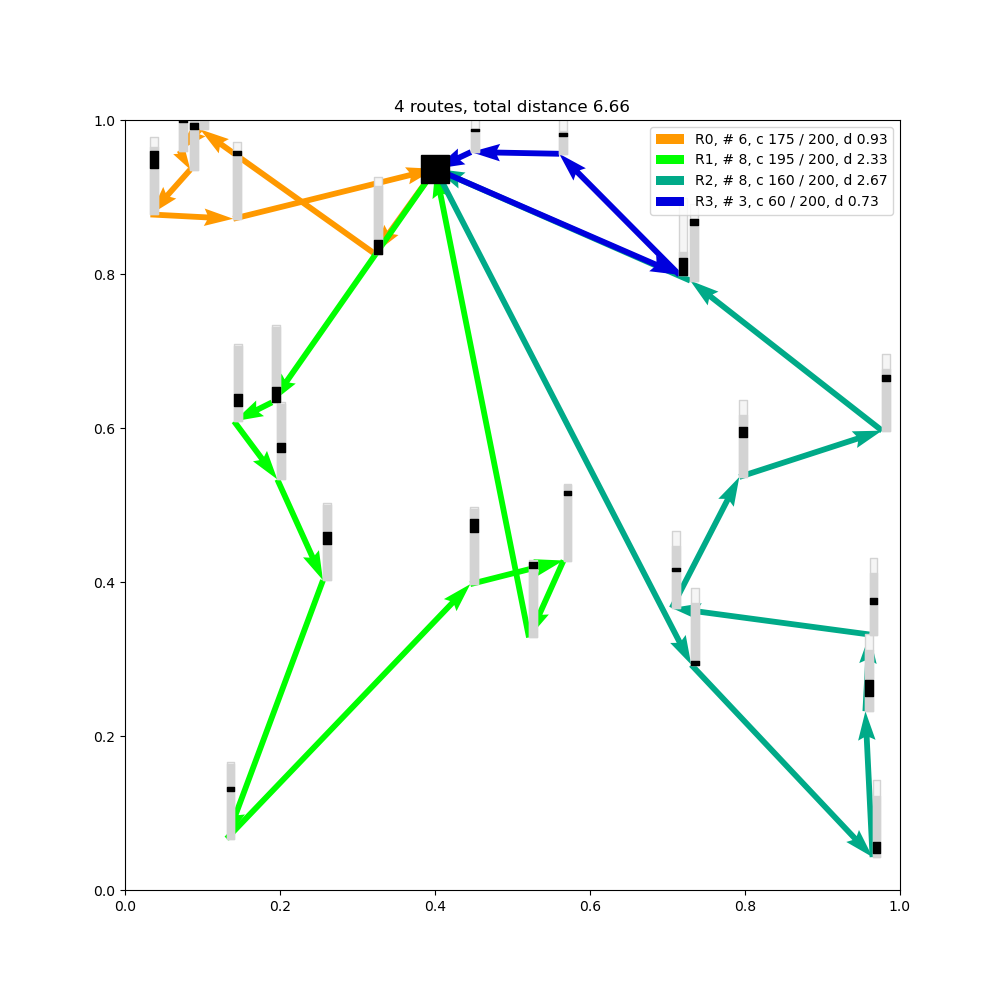 4 routes, total distance 6.66
R0, # 6, c 175 / 200, d 0.93
R1, # 8, c 195 / 200, d 2.33
R2, # 8, c 160 / 200, d 2.67
R3, # 3, c 60 / 200, d 0.73
1.0
0.8
0.6
0.4
0.2
0.0
0.0 0.2 0.4 0.6 0.8 1.0